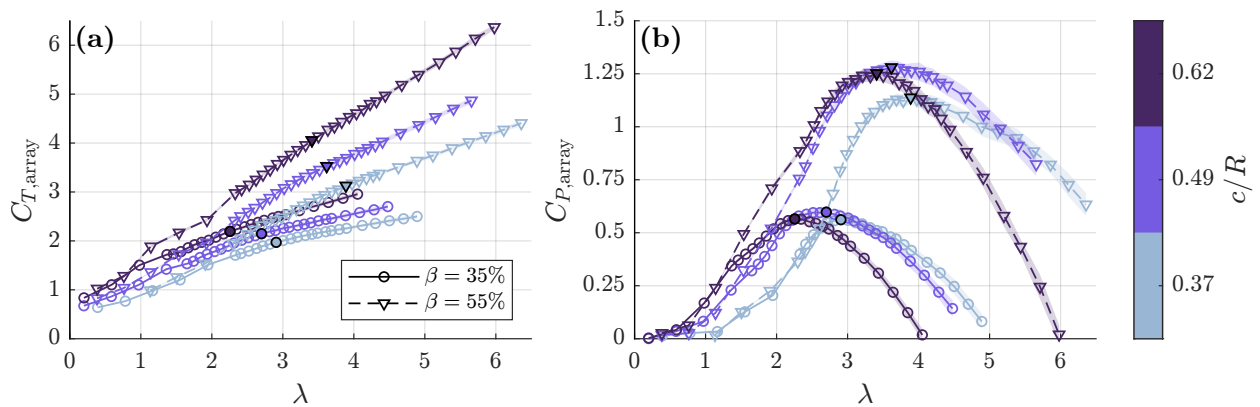 (a)
C_{T,array}
6
5
4
3
2
1
0
0 1 2 3 4 5 6
λ
β = 35%
β = 55%
(b)
C_{P,array}
1.5
1.25
1
0.75
0.5
0.25
0
0 1 2 3 4 5 6
λ
0.62
0.49
0.37
c/R